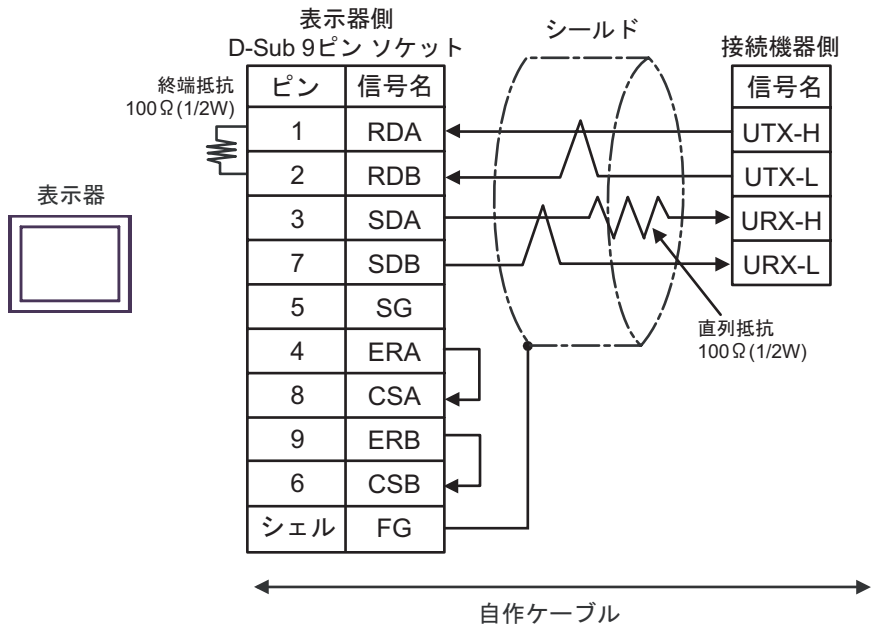 表示器側
D-Sub 9ピン ソケット
シールド
接続機器側
終端抵抗
100Ω(1/2W)
ピン 信号名
信号名
1 RDA
UTX-H
2 RDB
UTX-L
表示器
3 SDA
URX-H
7 SDB
URX-L
5 SG
直列抵抗
100Ω(1/2W)
4 ERA
8 CSA
9 ERB
6 CSB
シェル FG
自作ケーブル